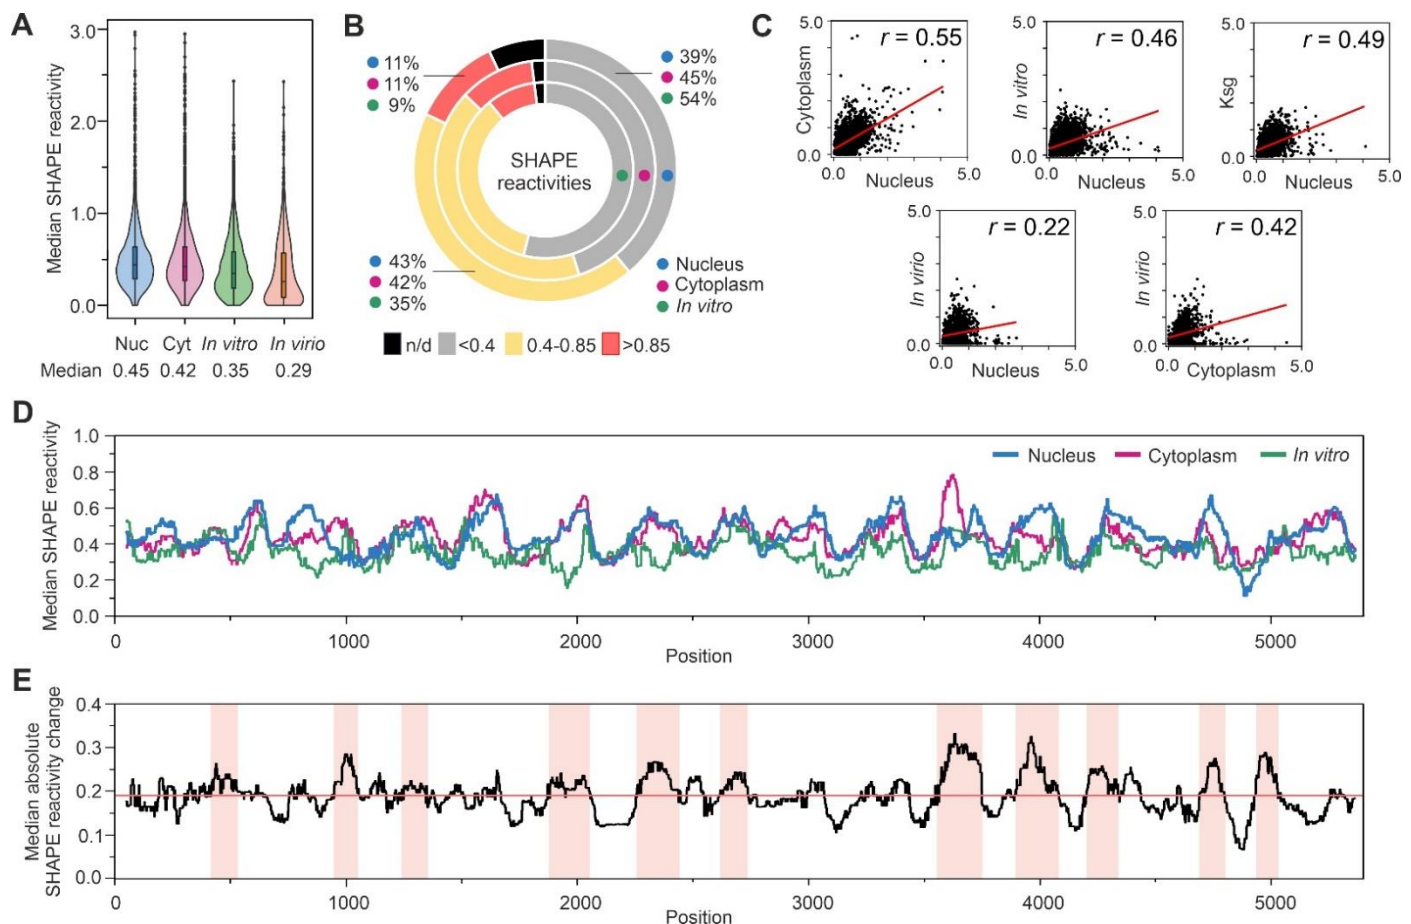 A
Median SHAPE reactivity
3.0
2.0
1.0
0.0
Nuc Cyt In vitro In virio
Median 0.45 0.42 0.35 0.29
B
11%
11%
9%
39%
45%
54%
SHAPE
reactivities
43%
42%
35%
Nucleus
Cytoplasm
In vitro
n/d <0.4 0.4-0.85 >0.85
C
5.0
Cytoplasm
r = 0.55
0.0
0.0 5.0
Nucleus
5.0
In vitro
r = 0.46
0.0
0.0 5.0
Nucleus
5.0
Ksg
r = 0.49
0.0
0.0 5.0
Nucleus
5.0
In virio
r = 0.22
0.0
0.0 5.0
Nucleus
5.0
In virio
r = 0.42
0.0
0.0 5.0
Cytoplasm
D
Median SHAPE reactivity
1.0
0.8
0.6
0.4
0.2
0.0
Nucleus Cytoplasm In vitro
0 1000 2000 3000 4000 5000
Position
E
Median absolute
SHAPE reactivity change
0.4
0.3
0.2
0.1
0.0
0 1000 2000 3000 4000 5000
Position